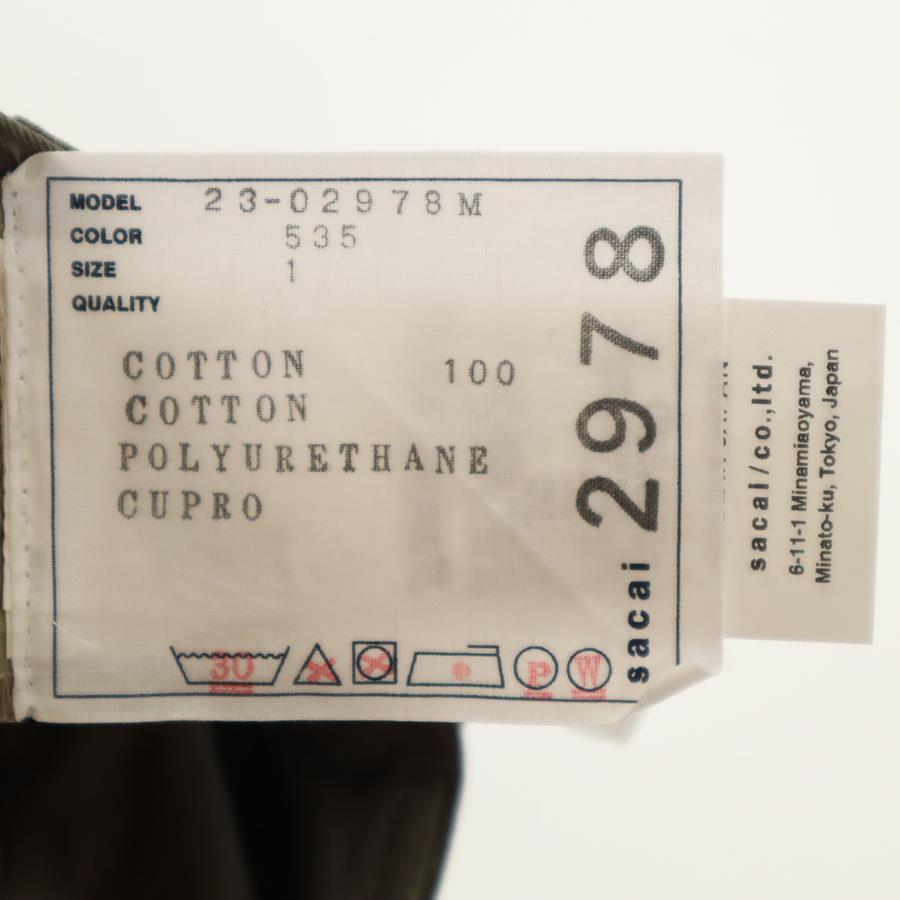 MODEL 23-02978M
COLOR 535
SIZE 1
QUALITY
COTTON 100
COTTON
POLYURETHANE
CUPRO
30
P
W
sacai 2978
sacai/co.,ltd.
6-11-1 Minamiaoyama,
Minato-ku, Tokyo, Japan